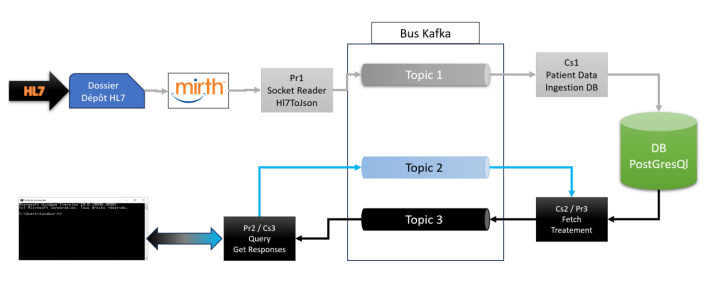 Bus Kafka
HL7
Dossier
Dépôt HL7
mirth
Pr1
Socket Reader
Hl7ToJson
Topic 1
Cs1
Patient Data
Ingestion DB
DB
PostGresQl
Topic 2
Topic 3
Cs2 / Pr3
Fetch
Treatement
Pr2 / Cs3
Query
Get Responses